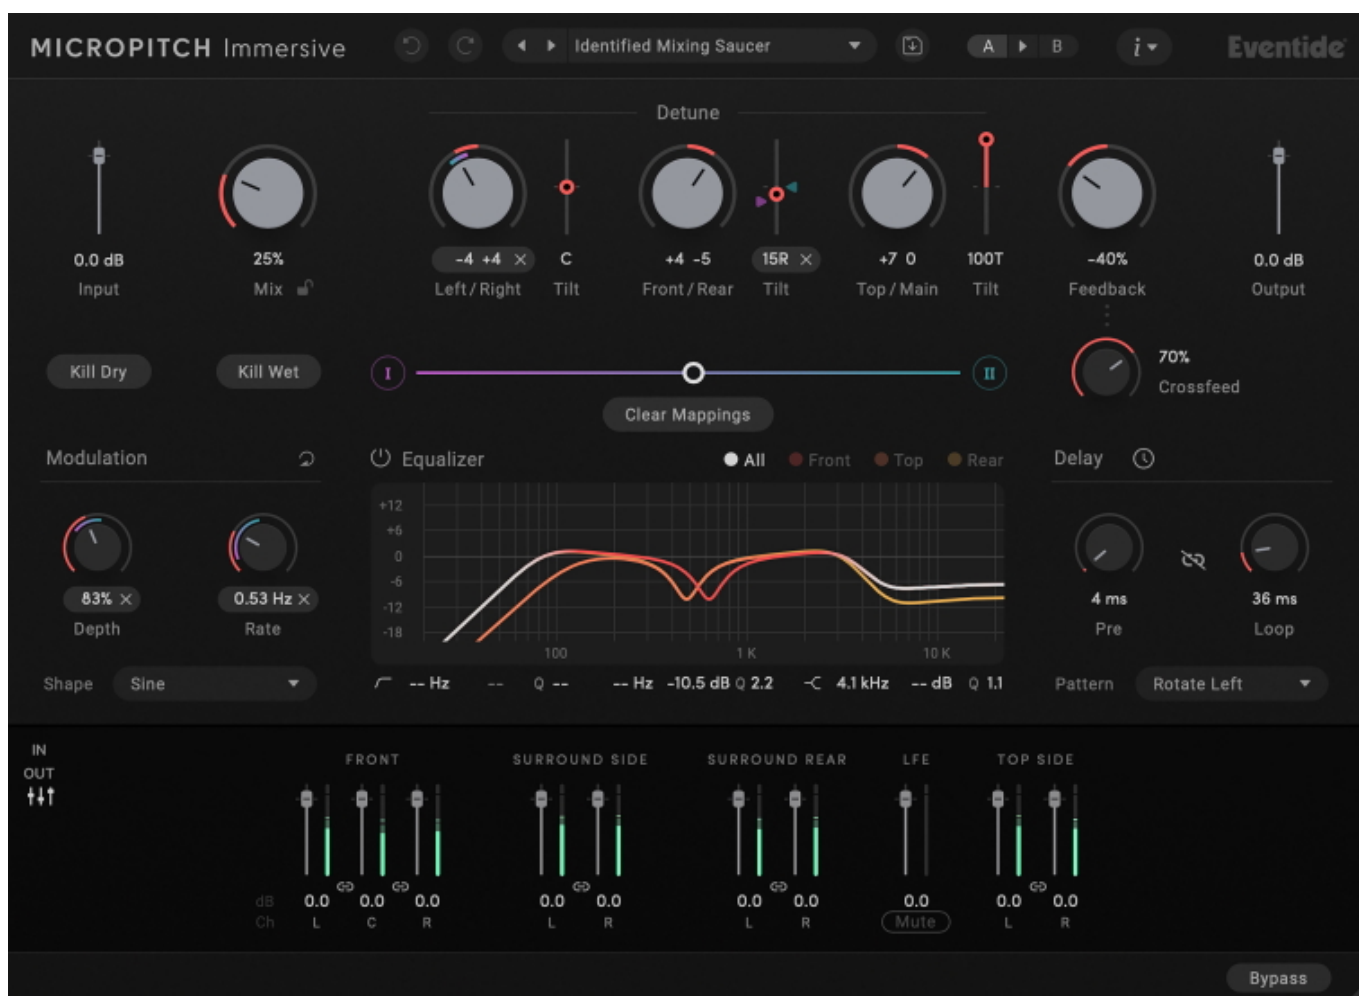 MICROPITCH Immersive
Identified Mixing Saucer
A B
i
Eventide
Detune
0.0 dB
Input
25%
Mix
-4 +4 ×
Left/Right
C
Tilt
+4 -5
Front/Rear
15R ×
Tilt
+7 0
Top/Main
100T
Tilt
-40%
Feedback
0.0 dB
Output
Kill Dry
Kill Wet
I
II
70%
Crossfeed
Clear Mappings
Modulation
Equalizer
All Front Top Rear
Delay
+12
+6
0
-6
-12
-18
100 1K 10K
83% ×
Depth
0.53 Hz ×
Rate
4 ms
Pre
36 ms
Loop
Shape Sine
-- Hz -- Q -- -- Hz -10.5 dB Q 2.2 4.1 kHz -- dB Q 1.1
Pattern Rotate Left
IN
OUT
FRONT SURROUND SIDE SURROUND REAR LFE TOP SIDE
dB 0.0 0.0 0.0 0.0 0.0 0.0 0.0 0.0 0.0 0.0
Ch L C R L R L R Mute L R
Bypass